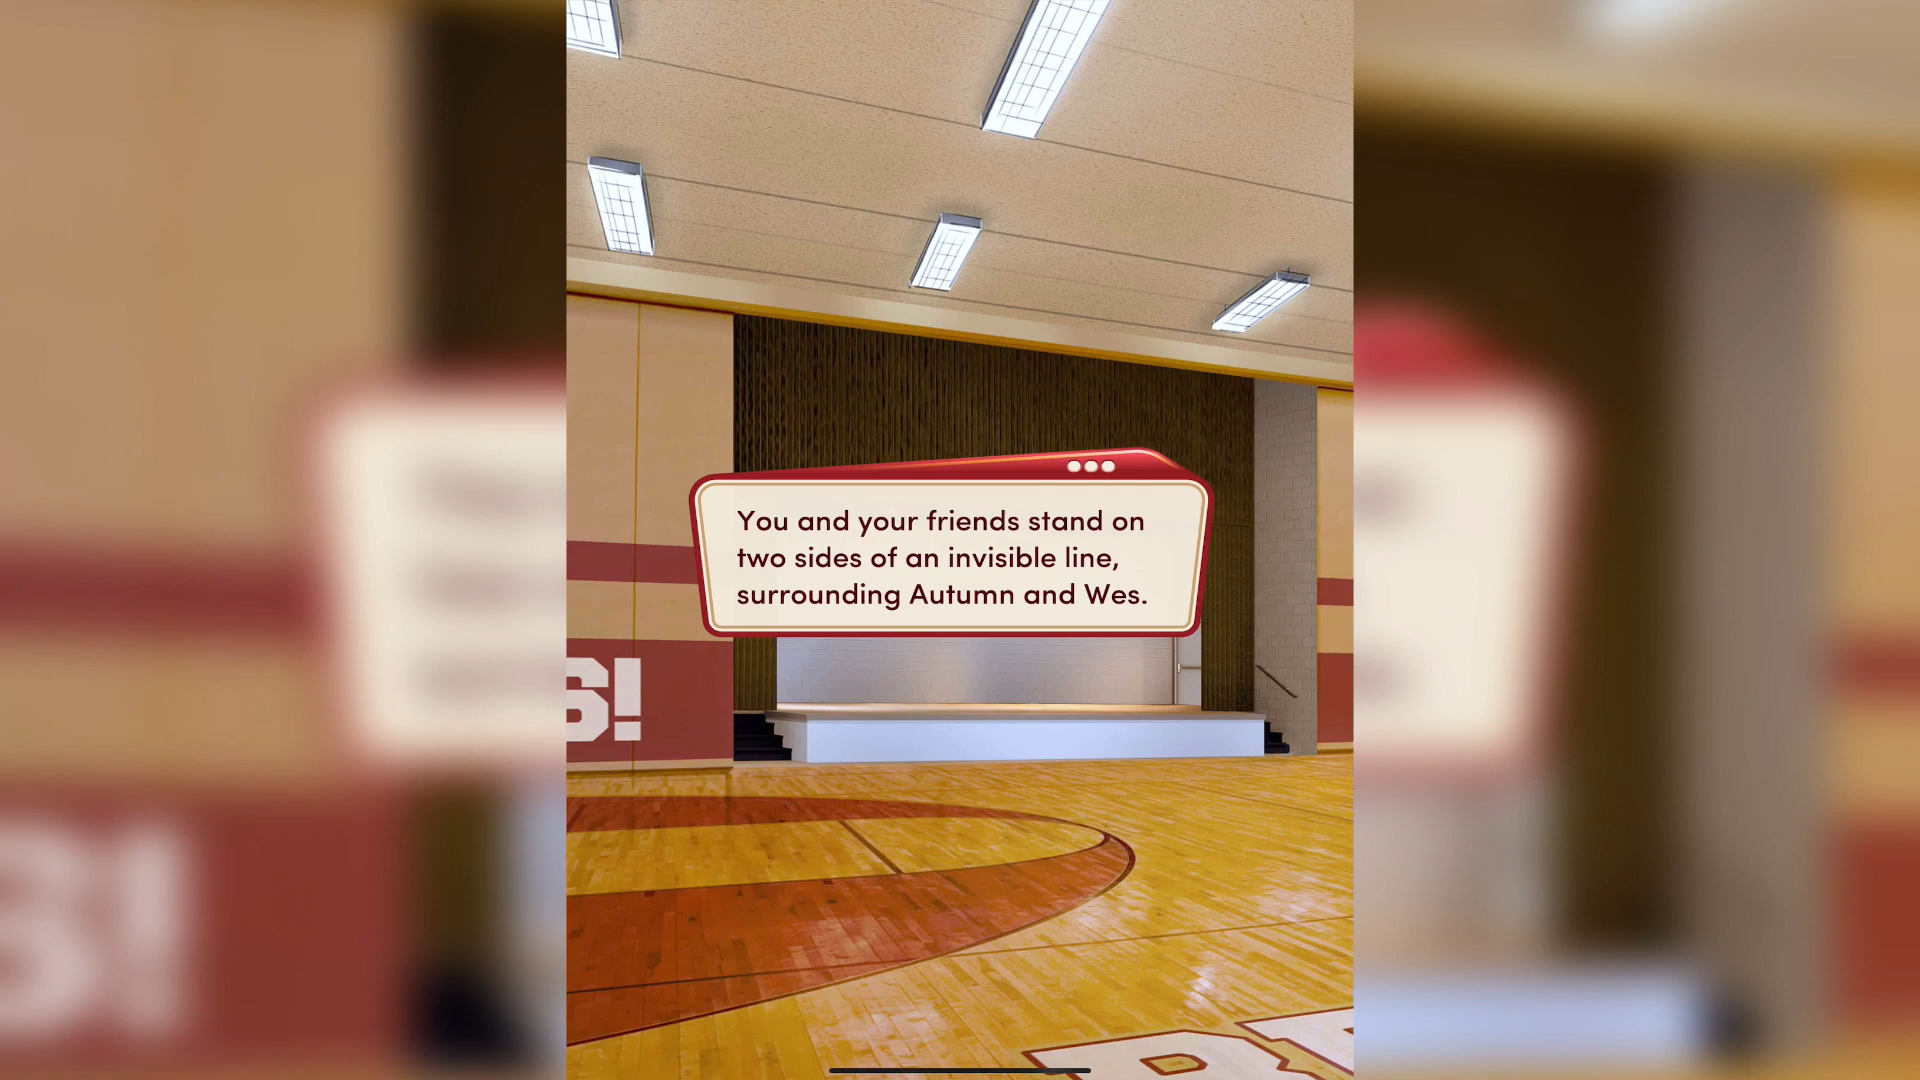 You and your friends stand on
two sides of an invisible line,
surrounding Autumn and Wes.
S!